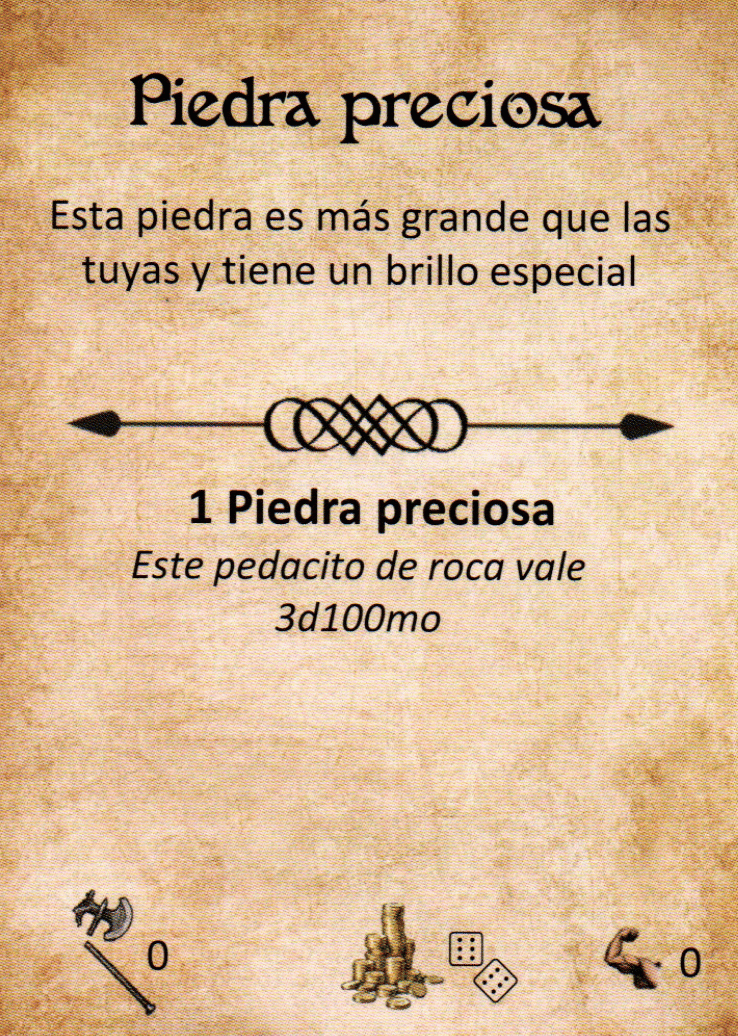 Piedra preciosa
Esta piedra es más grande que las
tuyas y tiene un brillo especial
1 Piedra preciosa
Este pedacito de roca vale
3d100mo
0
0